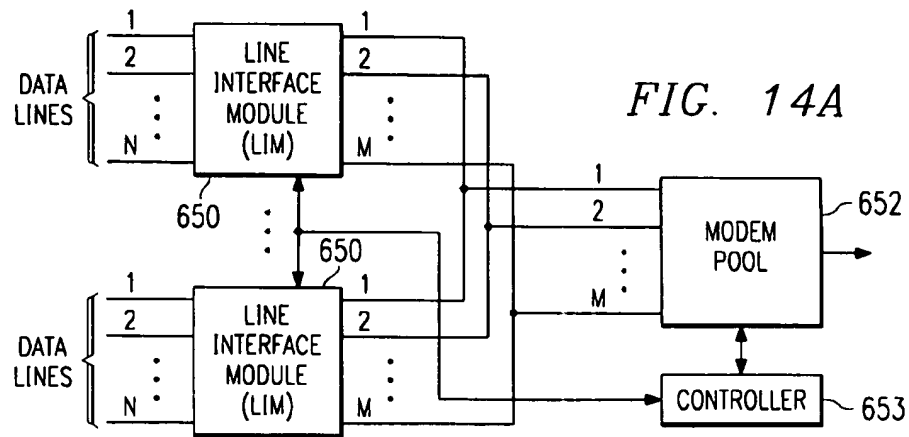 FIG. 14A
DATA
LINES
1
2
N
LINE
INTERFACE
MODULE
(LIM)
650
1
2
M
DATA
LINES
1
2
N
LINE
INTERFACE
MODULE
(LIM)
650
1
2
M
1
2
M
MODEM
POOL
652
CONTROLLER
653